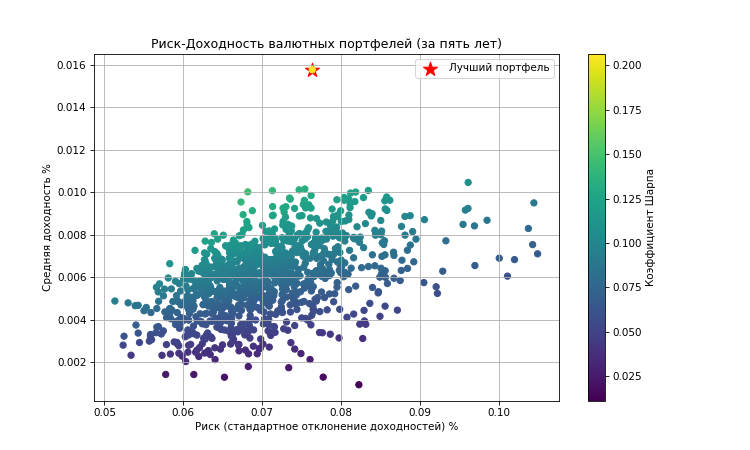 Риск-Доходность валютных портфелей (за пять лет)
Лучший портфель
Средняя доходность %
0.016
0.014
0.012
0.010
0.008
0.006
0.004
0.002
0.05 0.06 0.07 0.08 0.09 0.10
Риск (стандартное отклонение доходностей) %
0.200
0.175
0.150
0.125
0.100
0.075
0.050
0.025
Коэффициент Шарпа